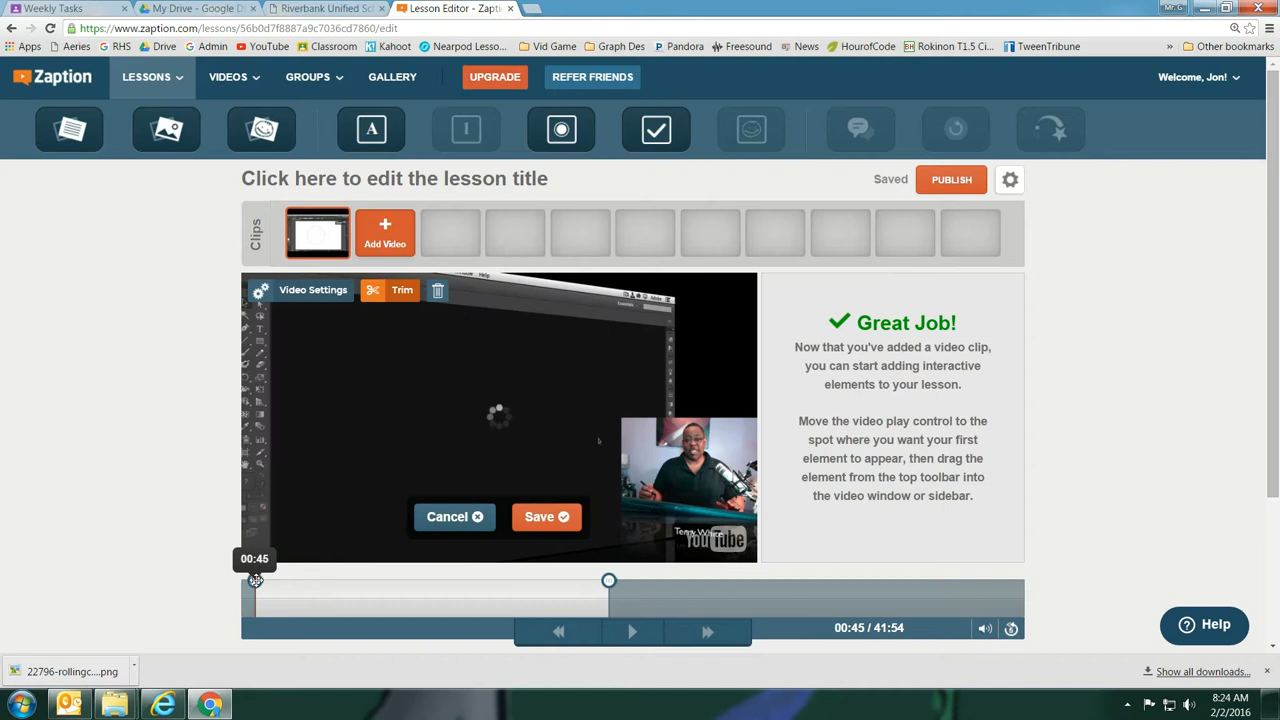 Weekly Tasks
My Drive - Google D
Riverbank Unified Sc
Lesson Editor - Zapti
Mr. G
https://www.zaption.com/lessons/56b0d7f8887a9c7036cd7860/edit
Apps
Aeries
RHS
Drive
Admin
YouTube
Classroom
Kahoot
Nearpod Lesso...
Vid Game
Graph Des
Pandora
Freesound
News
HourofCode
BH Rokinon T1.5 Ci...
TweenTribune
»
Other bookmarks
Zaption
LESSONS
VIDEOS
GROUPS
GALLERY
UPGRADE
REFER FRIENDS
Welcome, Jon!
A
Click here to edit the lesson title
Saved
PUBLISH
Clips
+
Add Video
Video Settings
Trim
Help
Great Job!
Now that you've added a video clip,
you can start adding interactive
elements to your lesson.
Move the video play control to the
spot where you want your first
element to appear, then drag the
element from the top toolbar into
the video window or sidebar.
Cancel
Save
Terry White
YouTube
00:45
00:45 / 41:54
? Help
22796-rollingc....png
Show all downloads...
8:24 AM
2/2/2016